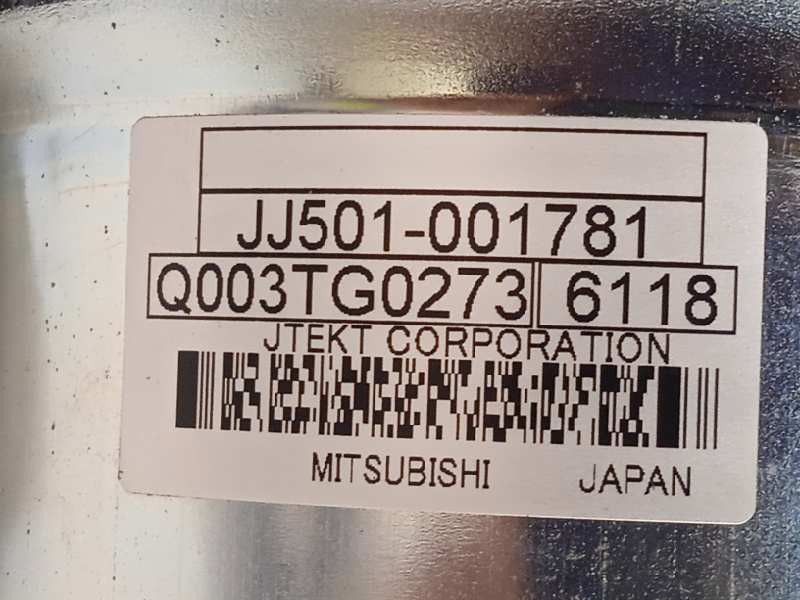 JJ501-001781
Q003TG0273 6118
JTEKT CORPORATION
MITSUBISHI JAPAN